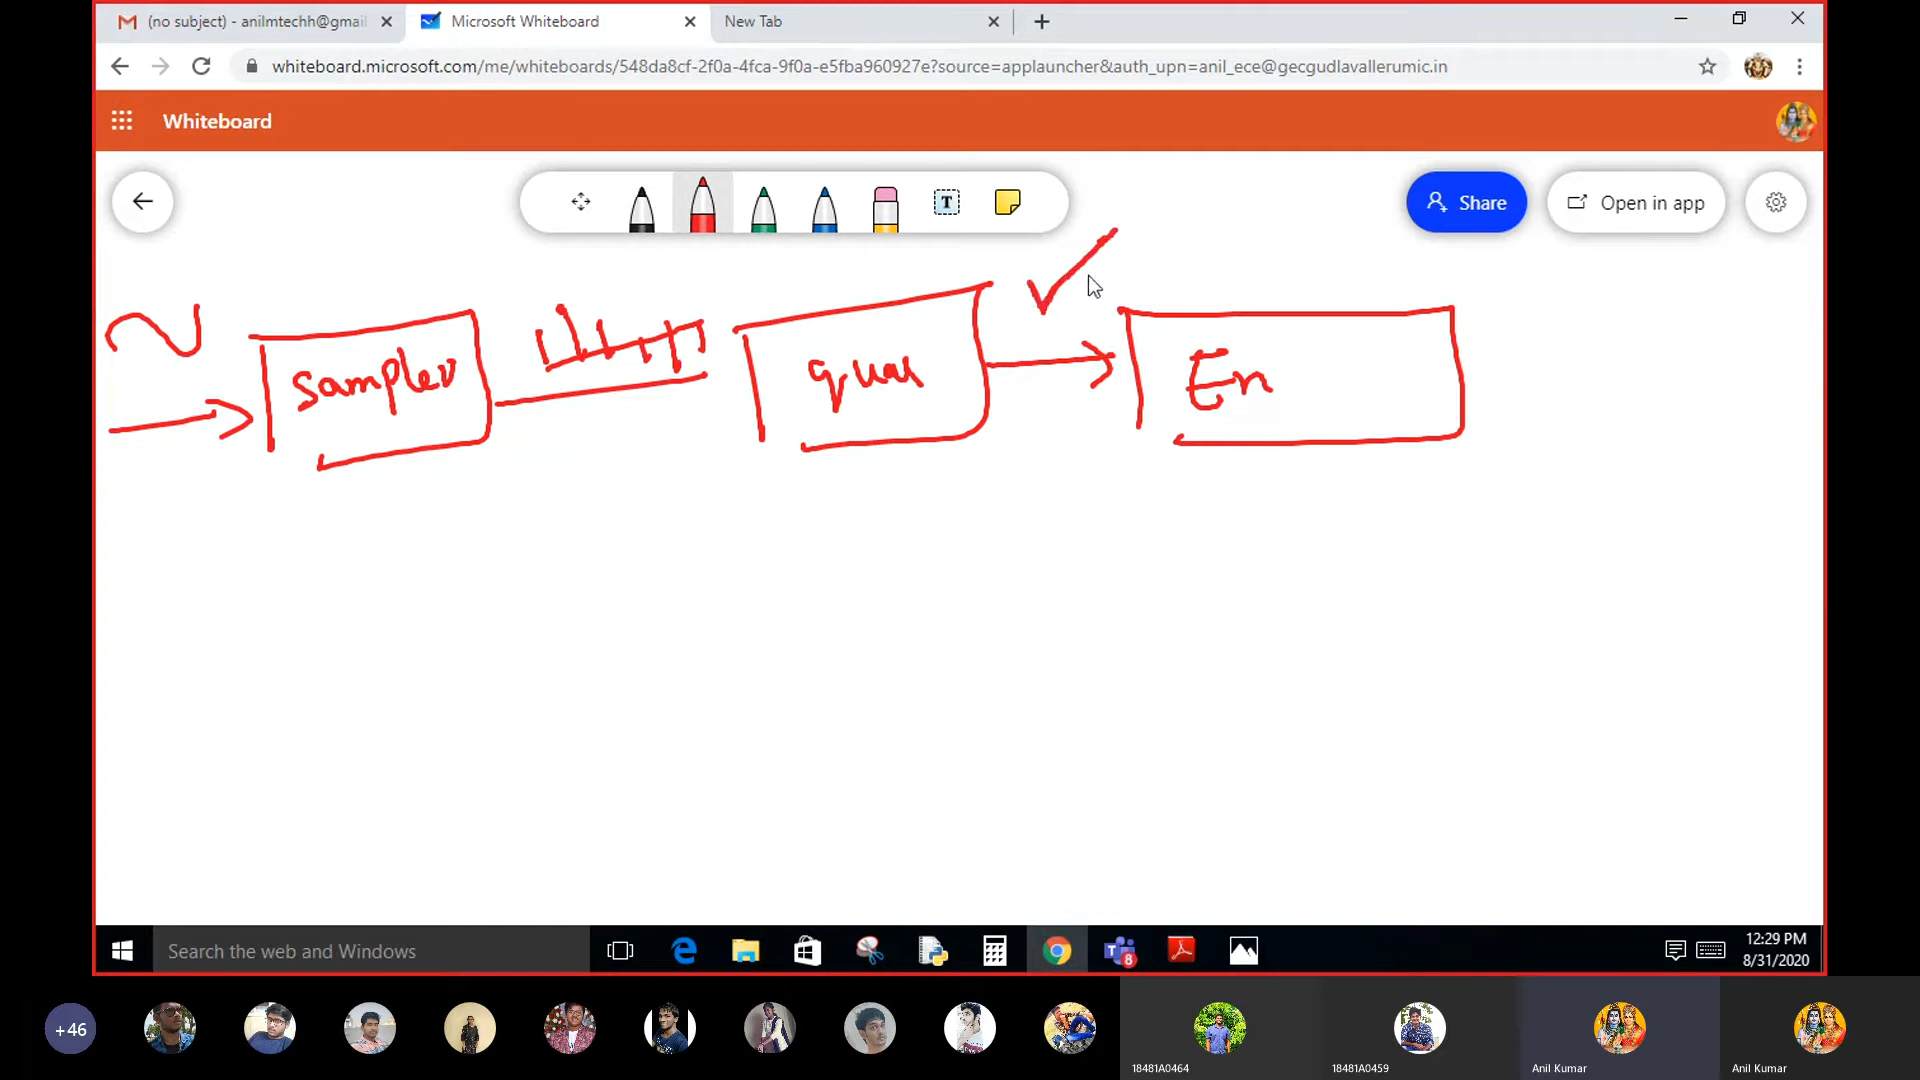 (no subject) - anilmtechh@gmail
Microsoft Whiteboard
New Tab
whiteboard.microsoft.com/me/whiteboards/548da8cf-2f0a-4fca-9f0a-e5fba960927e?source=applauncher&auth_upn=anil_ece@gecgudlavallerumic.in
Whiteboard
T
Share
Open in app
sampler
quan
En
Search the web and Windows
8
12:29 PM
8/31/2020
+46
18481A0464
18481A0459
Anil Kumar
Anil Kumar